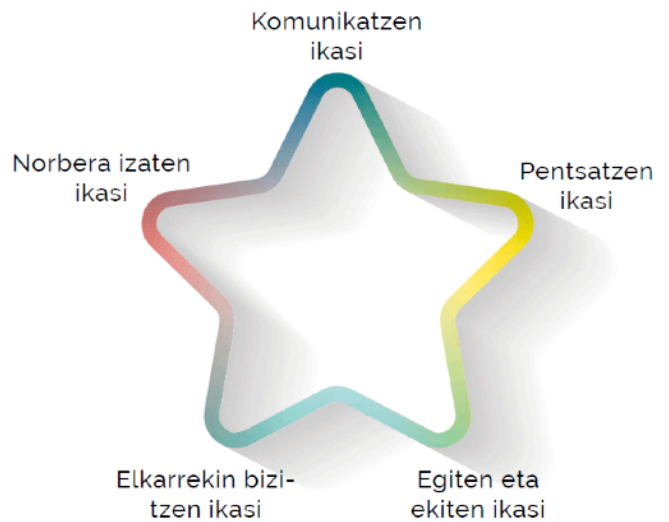 Komunikatzen
ikasi
Norbera izaten
ikasi
Pentsatzen
ikasi
Elkarrekin bizi-
tzen ikasi
Egiten eta
ekiten ikasi